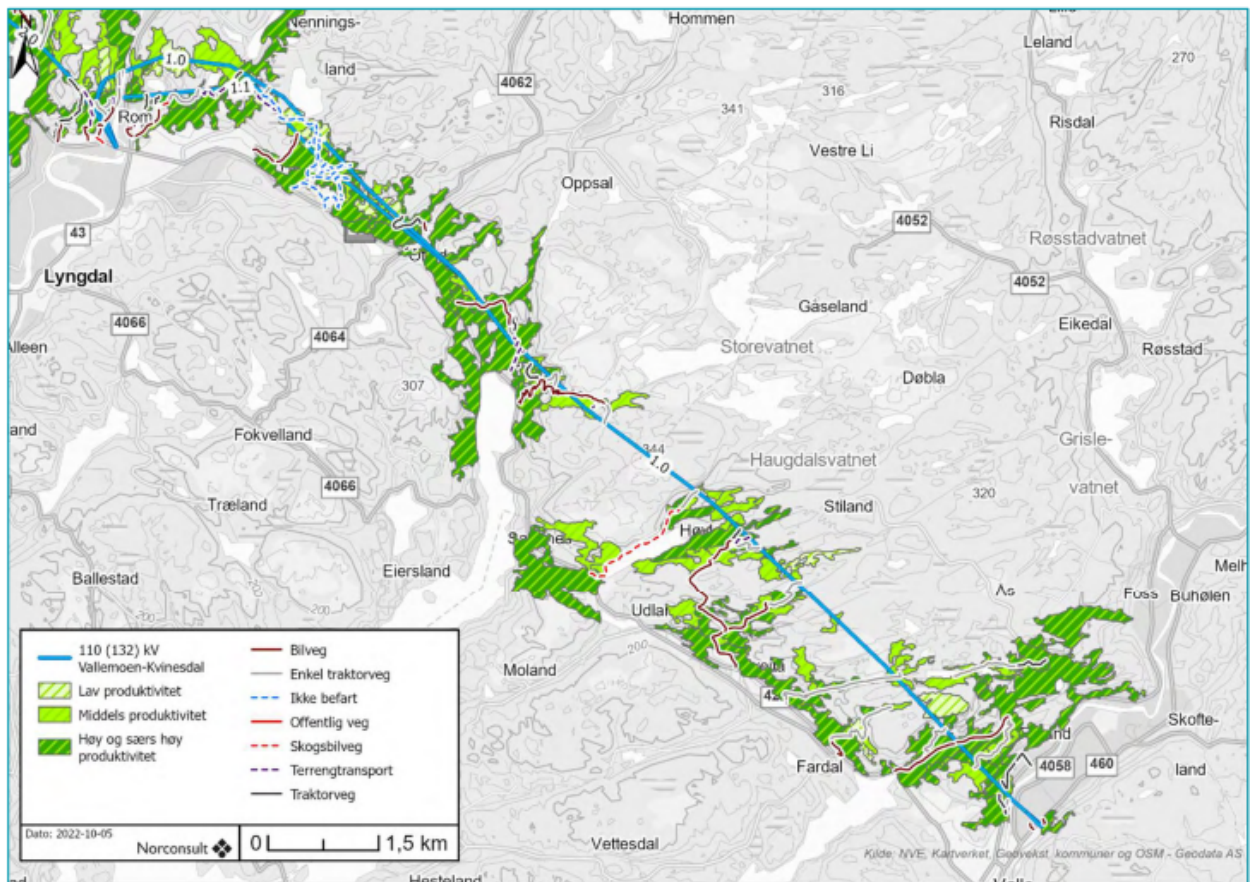 N
Nennings-
land
Hommen
Leland
270
4062
1.0
1.1
Rom
341
316
Risdal
Vestre Li
Oppsal
4052
43
Røsstadvatnet
Lyngdal
4052
Gåseland
4066
4064
Eikedal
Storevatnet
Røsstad
307
Døbla
Fokvelland
344
1.0
Grisle-
vatnet
Haugdalsvatnet
4066
Træland
320
Stiland
Eiersland
Ballestad
200
200
Ås
Foss
Buhølen
Moland
200
Skofte-
land
Fardal
4058
460
Vettesdal
110 (132) kV
Vallemoen-Kvinesdal
Lav produktivitet
Middels produktivitet
Høy og særs høy
produktivitet
Bilveg
Enkel traktorveg
Ikke befart
Offentlig veg
Skogsbilveg
Terrengtransport
Traktorveg
Dato: 2022-10-05
Norconsult
0 1,5 km
Kilde: NVE, Kartverket, Geovekst, kommuner og OSM - Geodata AS